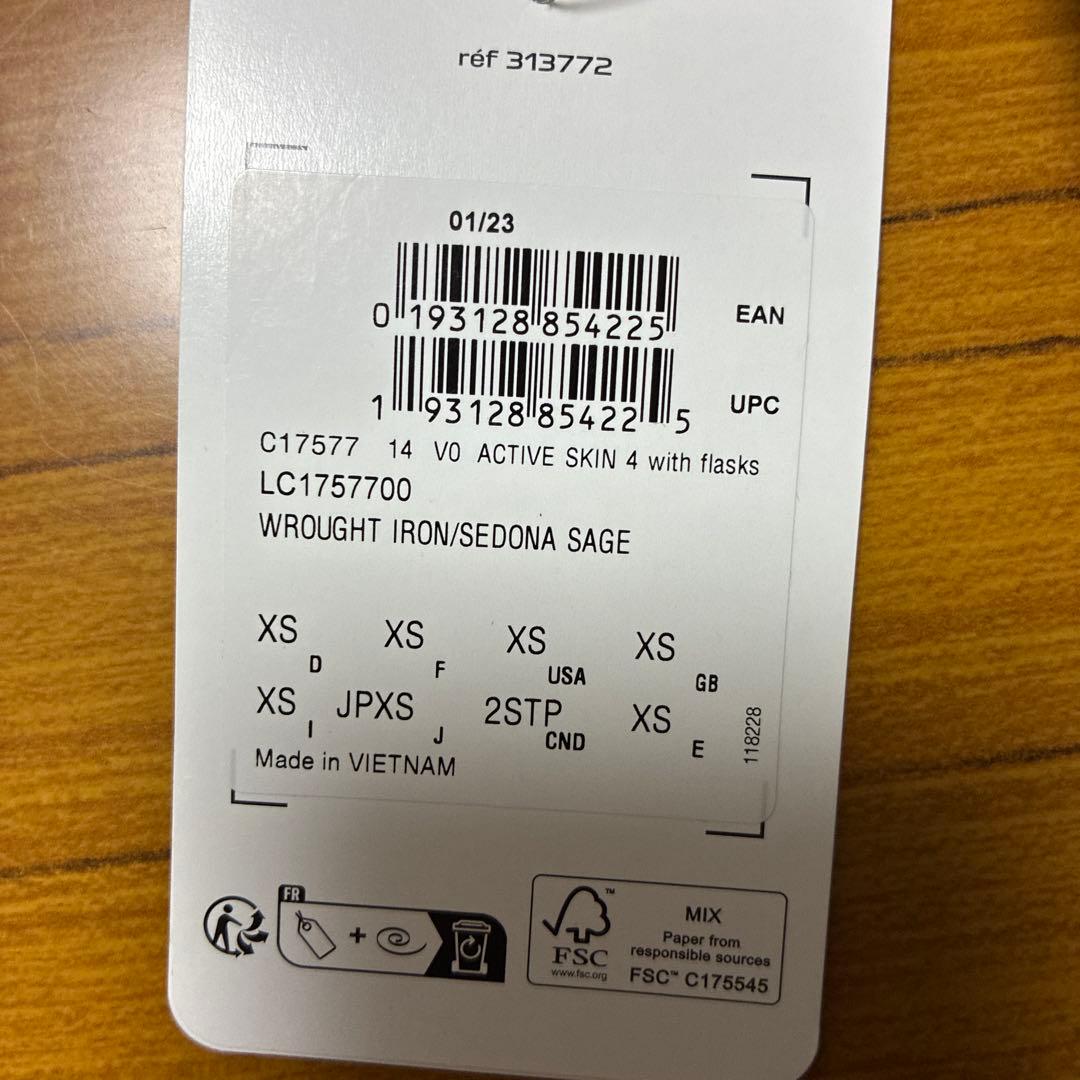 réf 313772
01/23
0 193128 854225
EAN
1 93128 85422 5
UPC
C17577 14 V0 ACTIVE SKIN 4 with flasks
LC1757700
WROUGHT IRON/SEDONA SAGE
XS D XS F XS USA XS GB
XS I JPXS J 2STP CND XS E
118228
Made in VIETNAM
FR
+
FSC
™
www.fsc.org
MIX
Paper from
responsible sources
FSC™ C175545